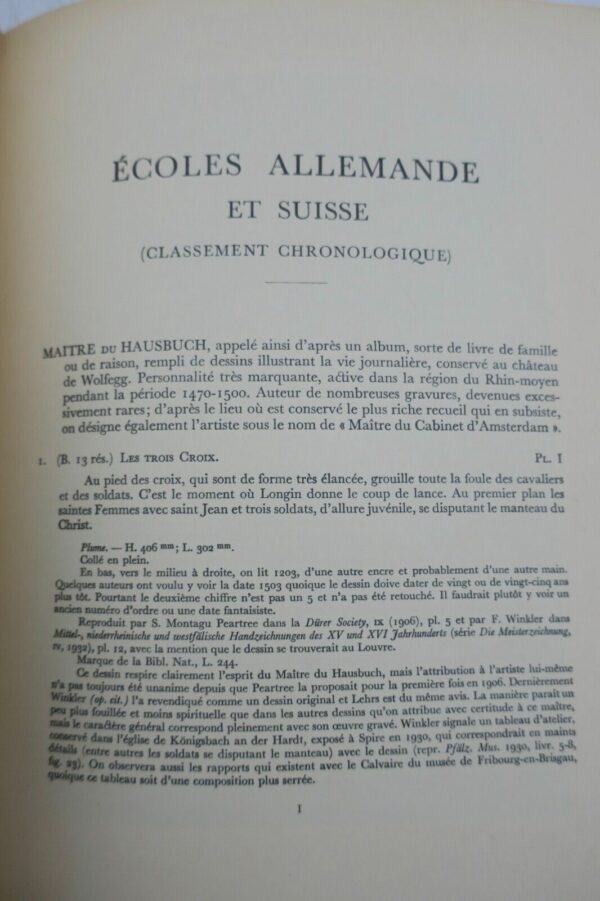 ÉCOLES ALLEMANDE
ET SUISSE
(CLASSEMENT CHRONOLOGIQUE)
MAITRE DU HAUSBUCH, appelé ainsi d'après un album, sorte de livre de famille
ou de raison, rempli de dessins illustrant la vie journalière, conservé au château
de Wolfegg. Personnalité très marquante, active dans la région du Rhin-moyen
pendant la période 1470-1500. Auteur de nombreuses gravures, devenues exces-
sivement rares; d'après le lieu où est conservé le plus riche recueil qui en subsiste,
on désigne également l'artiste sous le nom de « Maître du Cabinet d'Amsterdam ».
1. (B. 13 rés.) LES TROIS CROIX. PL. I
Au pied des croix, qui sont de forme très élancée, grouille toute la foule des cavaliers
et des soldats. C'est le moment où Longin donne le coup de lance. Au premier plan les
saintes Femmes avec saint Jean et trois soldats, d'allure juvénile, se disputant le manteau du
Christ.
Plume. — H. 406 mm; L. 302 mm.
Collé en plein.
En bas, vers le milieu à droite, on lit 1203, d'une autre encre et probablement d'une autre main.
Quelques auteurs ont voulu y voir la date 1503 quoique le dessin doive dater de vingt ou de vingt-cinq ans
plus tôt. Pourtant le deuxième chiffre n'est pas un 5 et n'a pas été retouché. Il faudrait plutôt y voir un
ancien numéro d'ordre ou une date fantaisiste.
Reproduit par S. Montagu Peartree dans la Dürer Society, IX (1906), pl. 5 et par F. Winkler dans
Mittel-, niederrheinische und westfälische Handzeichnungen des XV und XVI Jahrhunderts (série Die Meisterzeichnung,
IV, 1932), pl. 12, avec la mention que le dessin se trouverait au Louvre.
Marque de la Bibl. Nat., L. 244.
Ce dessin respire clairement l'esprit du Maître du Hausbuch, mais l'attribution à l'artiste lui-même
n'a pas toujours été unanime depuis que Peartree la proposa pour la première fois en 1906. Dernièrement
Winkler (op. cit.) l'a revendiqué comme un dessin original et Lehrs est du même avis. La manière paraît un
peu plus fouillée et moins spirituelle que dans les autres dessins qu'on attribue avec certitude à ce maître,
mais le caractère général correspond pleinement avec son œuvre gravé. Winkler signale un tableau d'atelier,
conservé dans l'église de Königsbach an der Hardt, exposé à Spire en 1930, qui correspondrait en maints
détails (entre autres les soldats se disputant le manteau) avec le dessin (repr. Pfälz. Mus. 1930, livr. 5-8,
fig. 23). On observera aussi les rapports qui existent avec le Calvaire du musée de Fribourg-en-Brisgau,
quoique ce tableau soit d'une composition plus serrée.
I